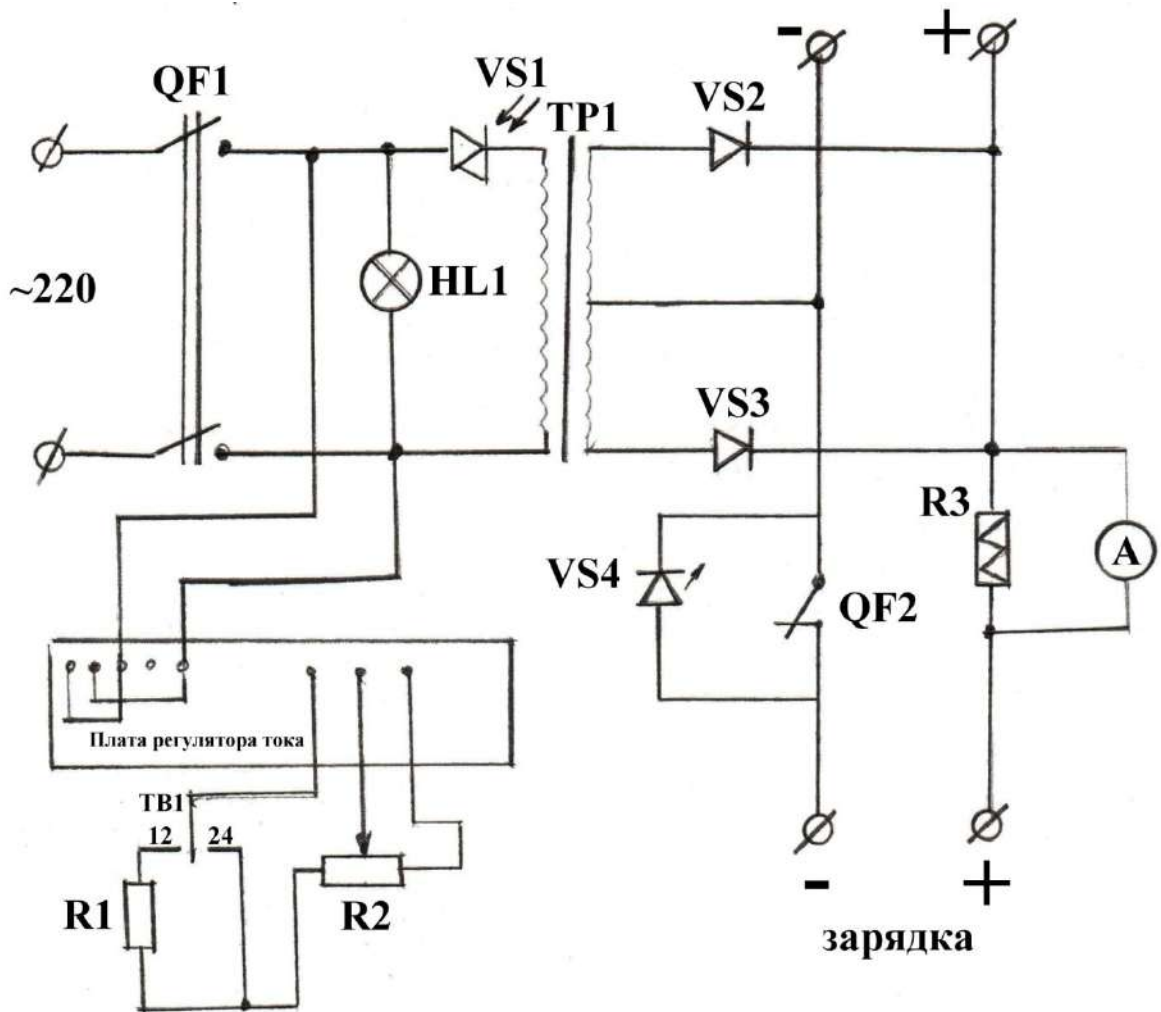 - +
QF1
VS1
TP1
VS2
~220
HL1
VS3
R3
A
VS4
QF2
Плата регулятора тока
ТВ1
12 24
R1
R2
- +
зарядка